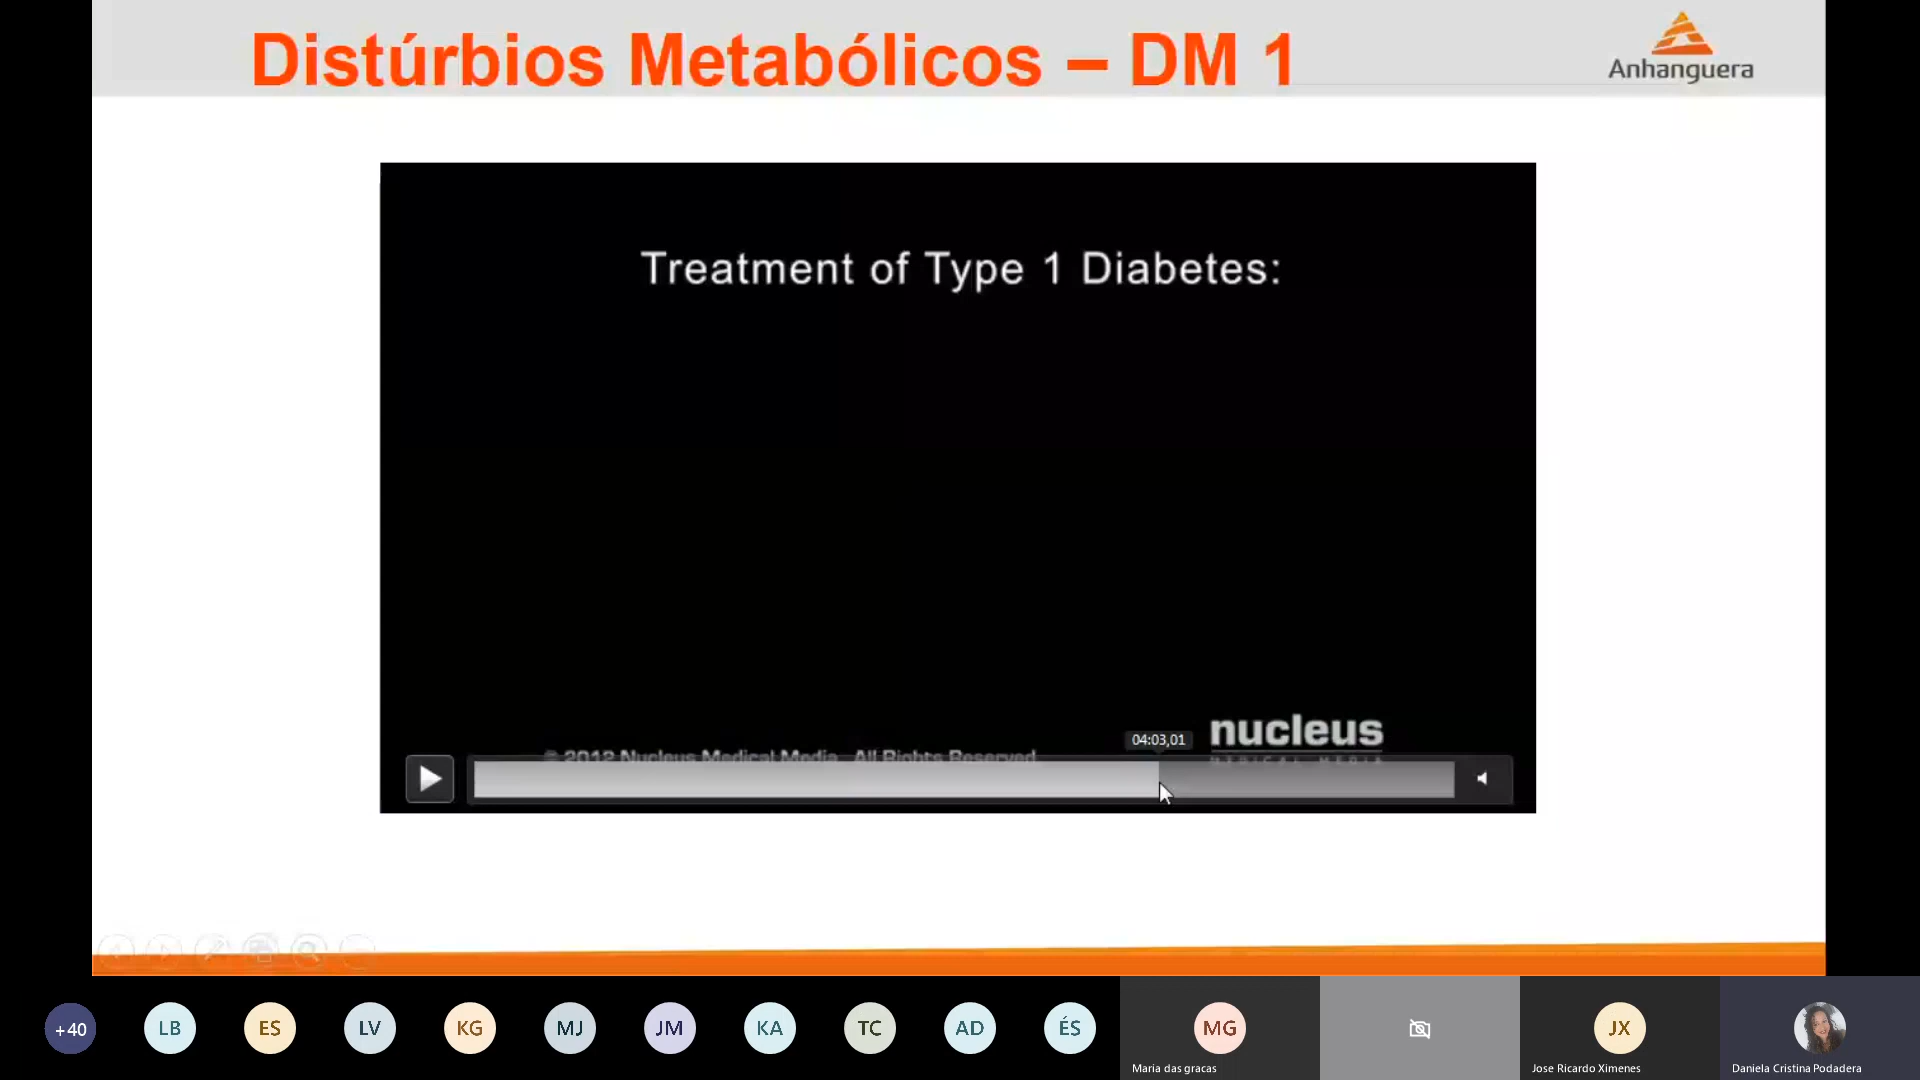 Distúrbios Metabólicos – DM 1
Anhanguera
Treatment of Type 1 Diabetes:
04:03,01
nucleus
MEDICAL MEDIA
© 2012 Nucleus Medical Media. All Rights Reserved
+40
LB
ES
LV
KG
MJ
JM
KA
TC
AD
ÉS
MG
JX
Maria das gracas
Jose Ricardo Ximenes
Daniela Cristina Podadera